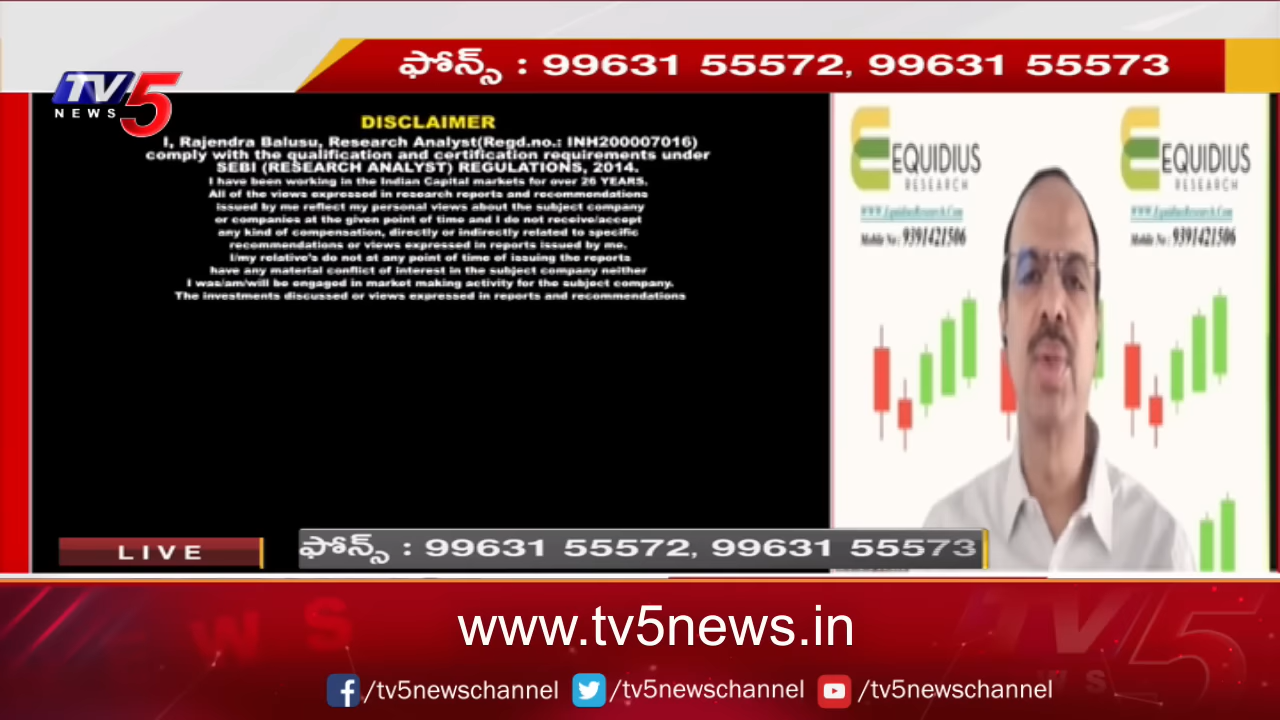 ఫోన్స్ : 99631 55572, 99631 55573
TV5
NEWS
DISCLAIMER
I, Rajendra Balusu, Research Analyst(Regd.no.: INH200007016)
comply with the qualification and certification requirements under
SEBI (RESEARCH ANALYST) REGULATIONS, 2014.
I have been working in the Indian Capital markets for over 26 YEARS.
All of the views expressed in research reports and recommendations
issued by me reflect my personal views about the subject company
or companies at the given point of time and I do not receive/accept
any kind of compensation, directly or indirectly related to specific
recommendations or views expressed in reports issued by me.
I/my relative's do not at any point of time of issuing the reports
have any material conflict of interest in the subject company neither
I was/am/will be engaged in market making activity for the subject company.
The investments discussed or views expressed in reports and recommendations
EQUIDIUS
RESEARCH
WWW.EquidiusResearch.Com
Mobile No : 9391421506
EQUIDIUS
RESEARCH
WWW.EquidiusResearch.Com
Mobile No : 9391421506
LIVE
ఫోన్స్ : 99631 55572, 99631 55573
www.tv5news.in
/tv5newschannel
/tv5newschannel
/tv5newschannel